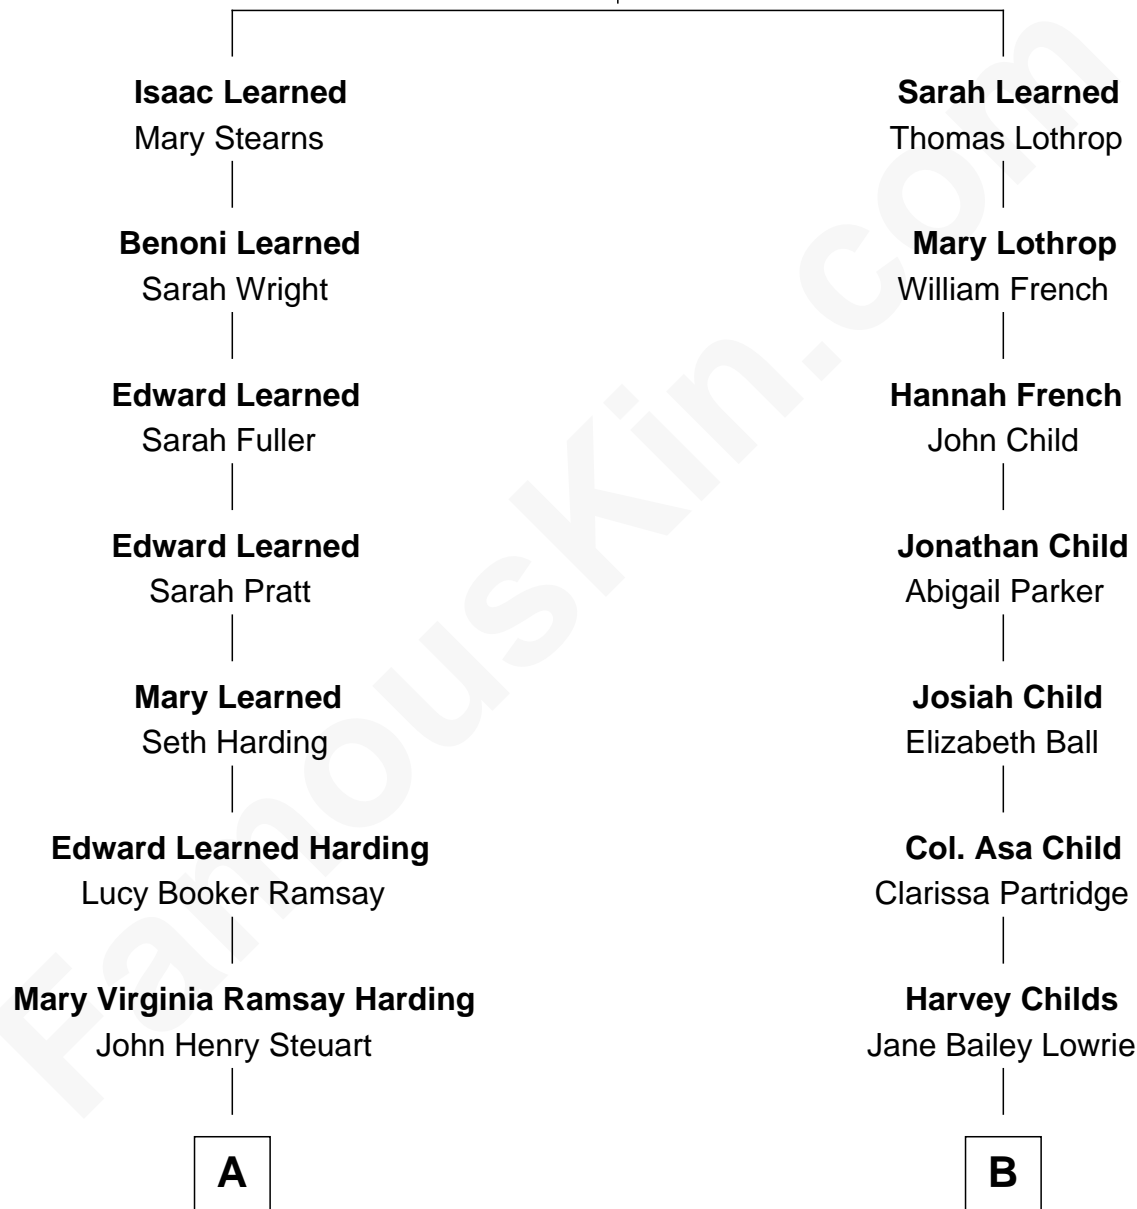 Isaac Learned
Mary Stearns
Benoni Learned
Sarah Wright
Edward Learned
Sarah Fuller
Edward Learned
Sarah Pratt
Mary Learned
Seth Harding
Edward Learned Harding
Lucy Booker Ramsay
Mary Virginia Ramsay Harding
John Henry Steuart
A
Sarah Learned
Thomas Lothrop
Mary Lothrop
William French
Hannah French
John Child
Jonathan Child
Abigail Parker
Josiah Child
Elizabeth Ball
Col. Asa Child
Clarissa Partridge
Harvey Childs
Jane Bailey Lowrie
B
FamousKin.com